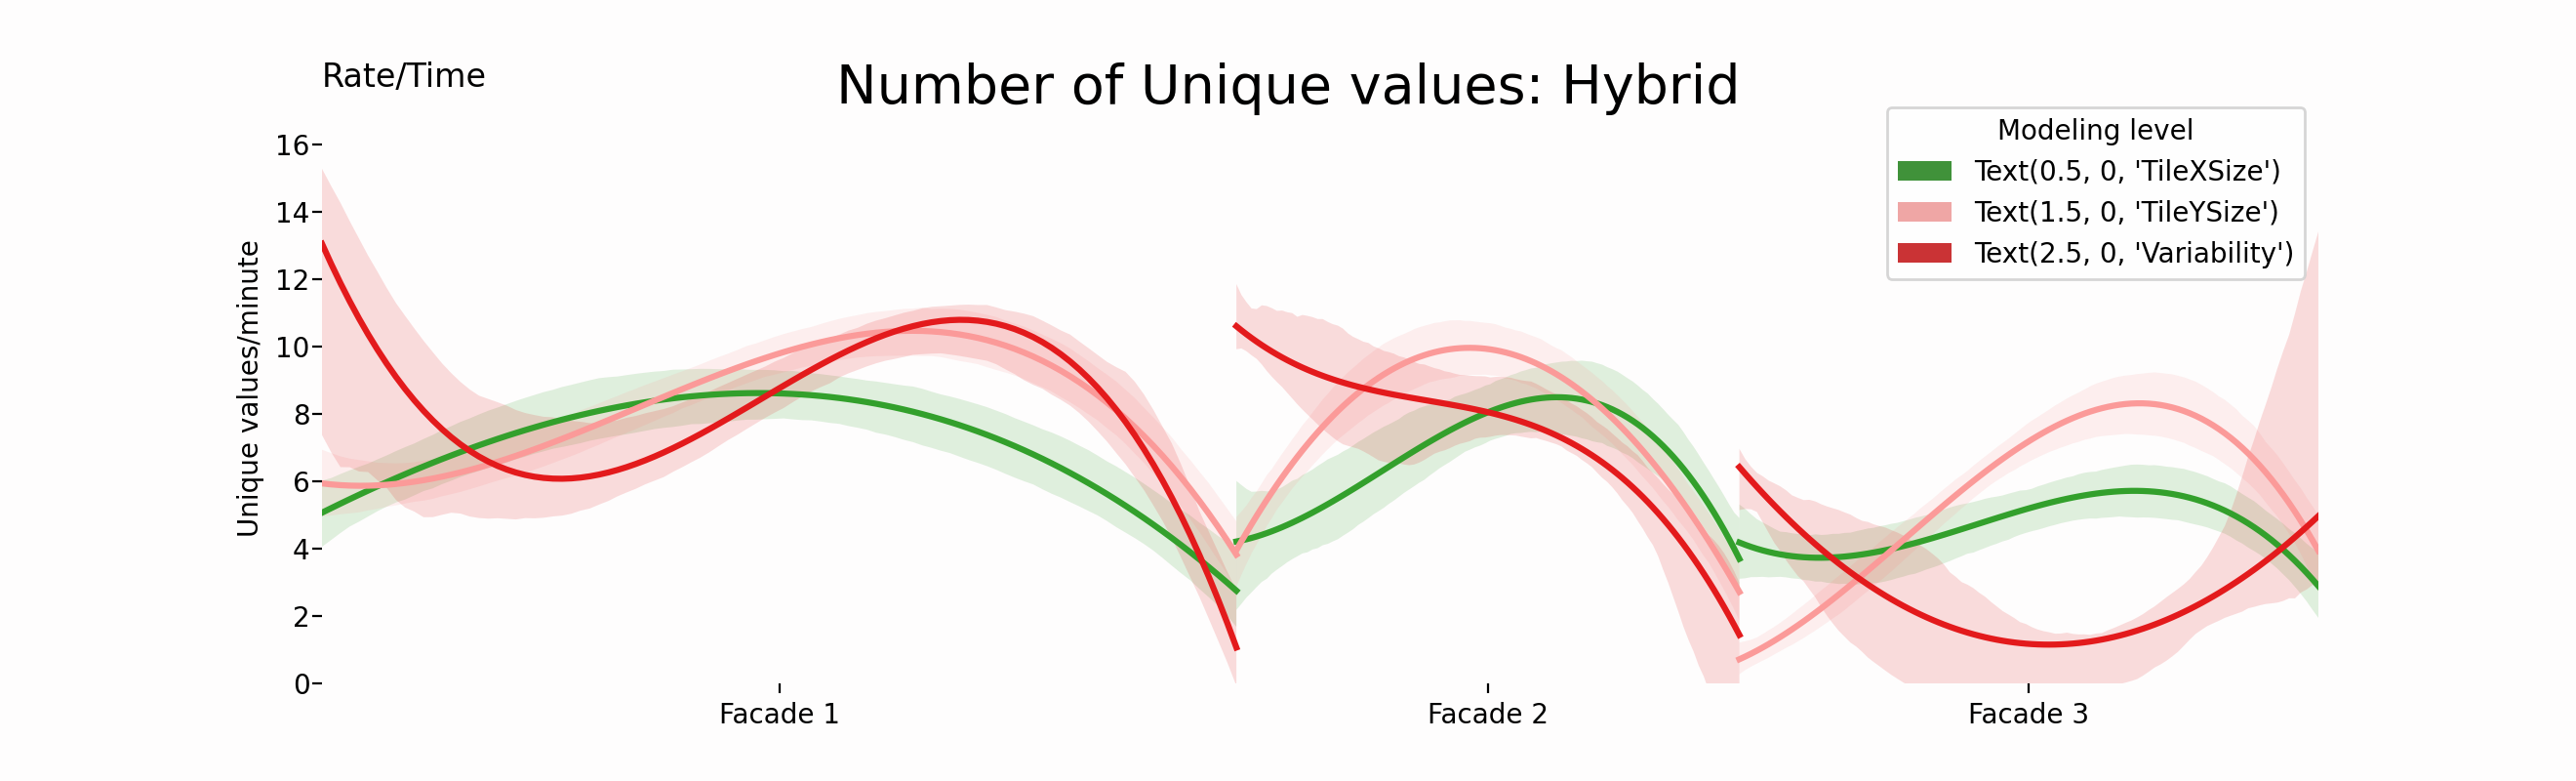 Rate/Time
Number of Unique values: Hybrid
Modeling level
Text(0.5, 0, 'TileXSize')
Text(1.5, 0, 'TileYSize')
Text(2.5, 0, 'Variability')
Unique values/minute
16
14
12
10
8
6
4
2
0
Facade 1
Facade 2
Facade 3